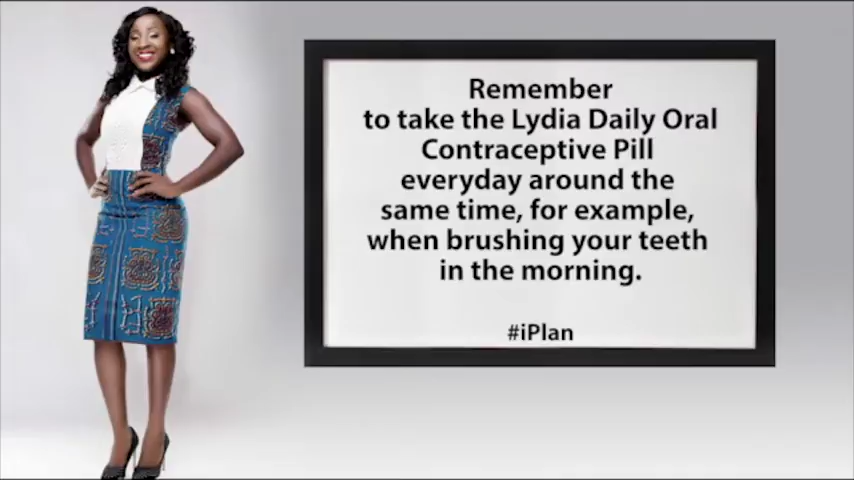 Remember
to take the Lydia Daily Oral
Contraceptive Pill
everyday around the
same time, for example,
when brushing your teeth
in the morning.
#iPlan